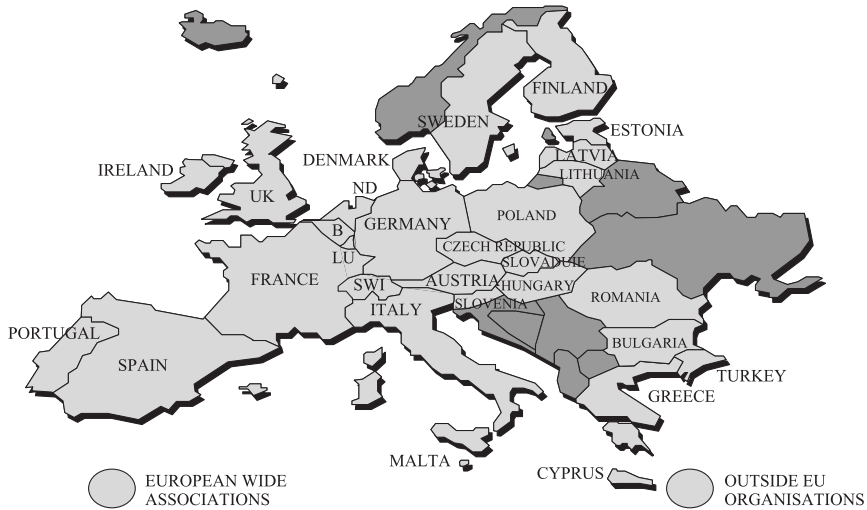 FINLAND
SWEDEN
ESTONIA
LATVIA
LITHUANIA
DENMARK
IRELAND
UK
ND
GERMANY
POLAND
B
LU
CZECH REPUBLIC
SLOVADUIE
FRANCE
SWI
AUSTRIA
HUNGARY
SLOVENIA
ROMANIA
ITALY
PORTUGAL
SPAIN
BULGARIA
TURKEY
GREECE
MALTA
CYPRUS
EUROPEAN WIDE
ASSOCIATIONS
OUTSIDE EU
ORGANISATIONS